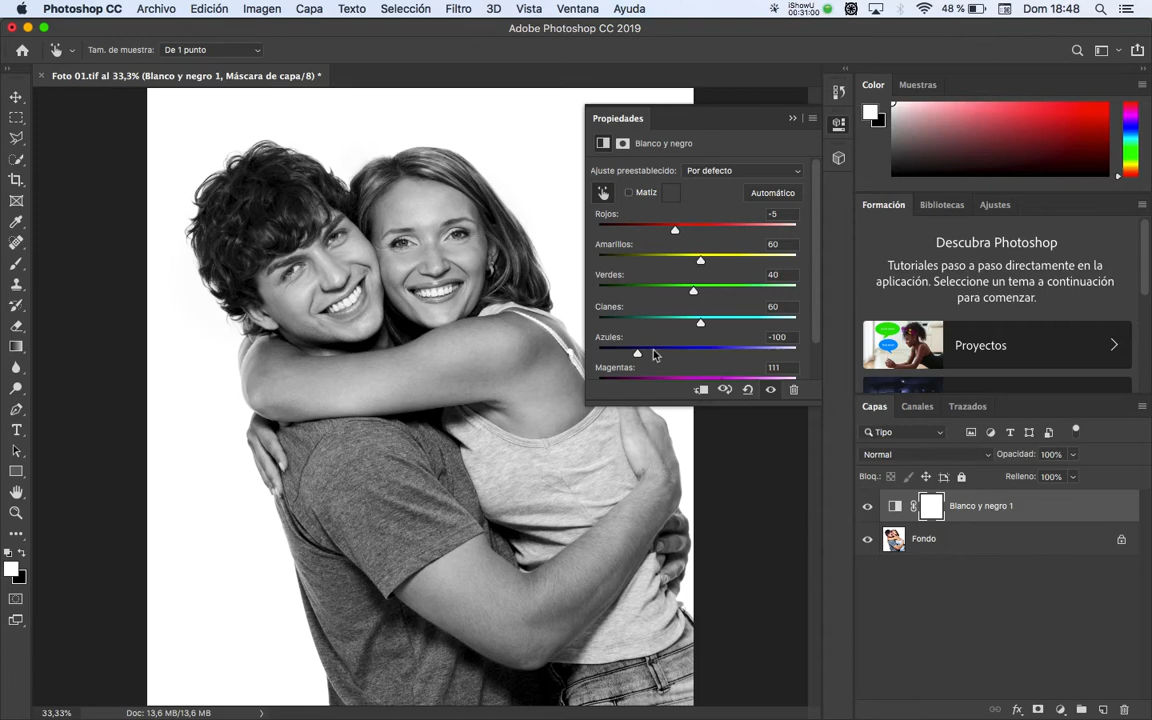 Photoshop CC Archivo Edición Imagen Capa Texto Selección Filtro 3D Vista Ventana Ayuda iShowU 00:31:00 48 % Dom 18:48
Adobe Photoshop CC 2019
Tam. de muestra: De 1 punto
Foto 01.tif al 33,3% (Blanco y negro 1, Máscara de capa/8) *
Propiedades
Blanco y negro
Ajuste preestablecido: Por defecto
Matiz Automático
Rojos: -5
Amarillos: 60
Verdes: 40
Cianes: 60
Azules: -100
Magentas: 111
Color Muestras
Formación Bibliotecas Ajustes
Descubra Photoshop
Tutoriales paso a paso directamente en la
aplicación. Seleccione un tema a continuación
para comenzar.
Proyectos
Capas Canales Trazados
Tipo
Normal Opacidad: 100%
Bloq.: Relleno: 100%
Blanco y negro 1
Fondo
33,33% Doc: 13,6 MB/13,6 MB